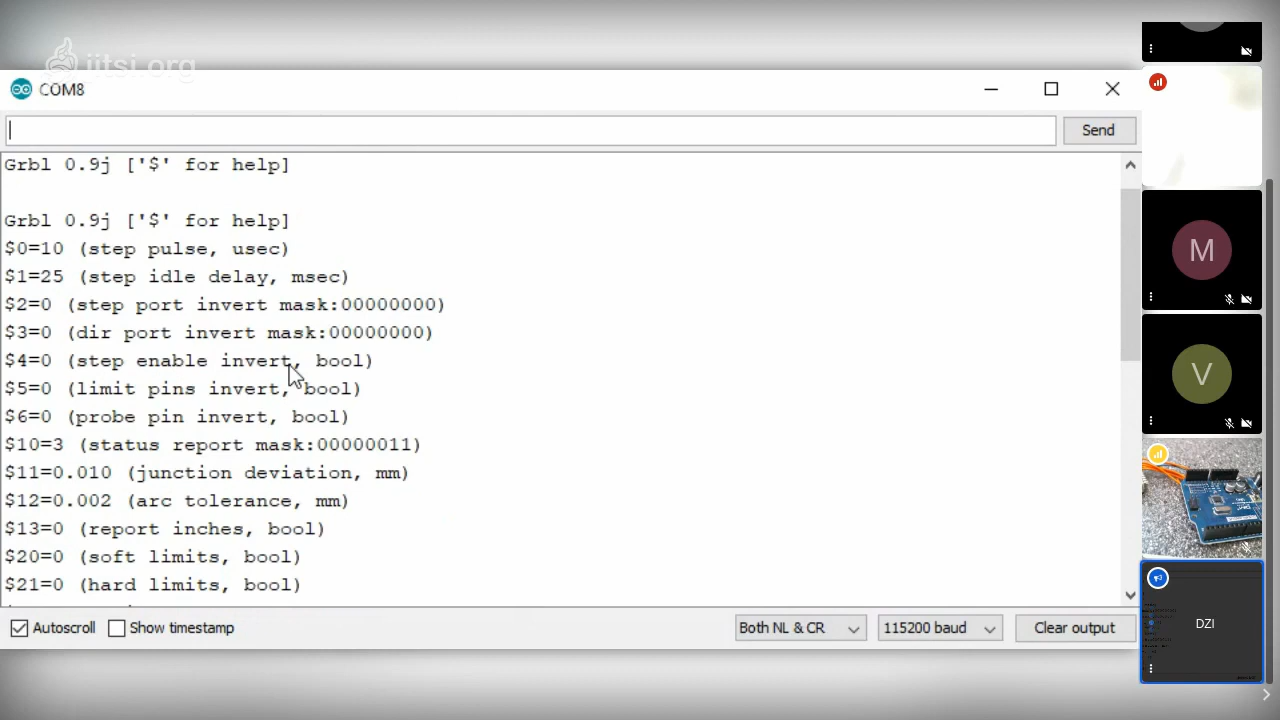 jitsi.org
COM8
Send
Grbl 0.9j ['$' for help]
Grbl 0.9j ['$' for help]
$0=10 (step pulse, usec)
$1=25 (step idle delay, msec)
$2=0 (step port invert mask:00000000)
$3=0 (dir port invert mask:00000000)
$4=0 (step enable invert, bool)
$5=0 (limit pins invert, bool)
$6=0 (probe pin invert, bool)
$10=3 (status report mask:00000011)
$11=0.010 (junction deviation, mm)
$12=0.002 (arc tolerance, mm)
$13=0 (report inches, bool)
$20=0 (soft limits, bool)
$21=0 (hard limits, bool)
Autoscroll Show timestamp Both NL & CR 115200 baud Clear output
M
V
DZI